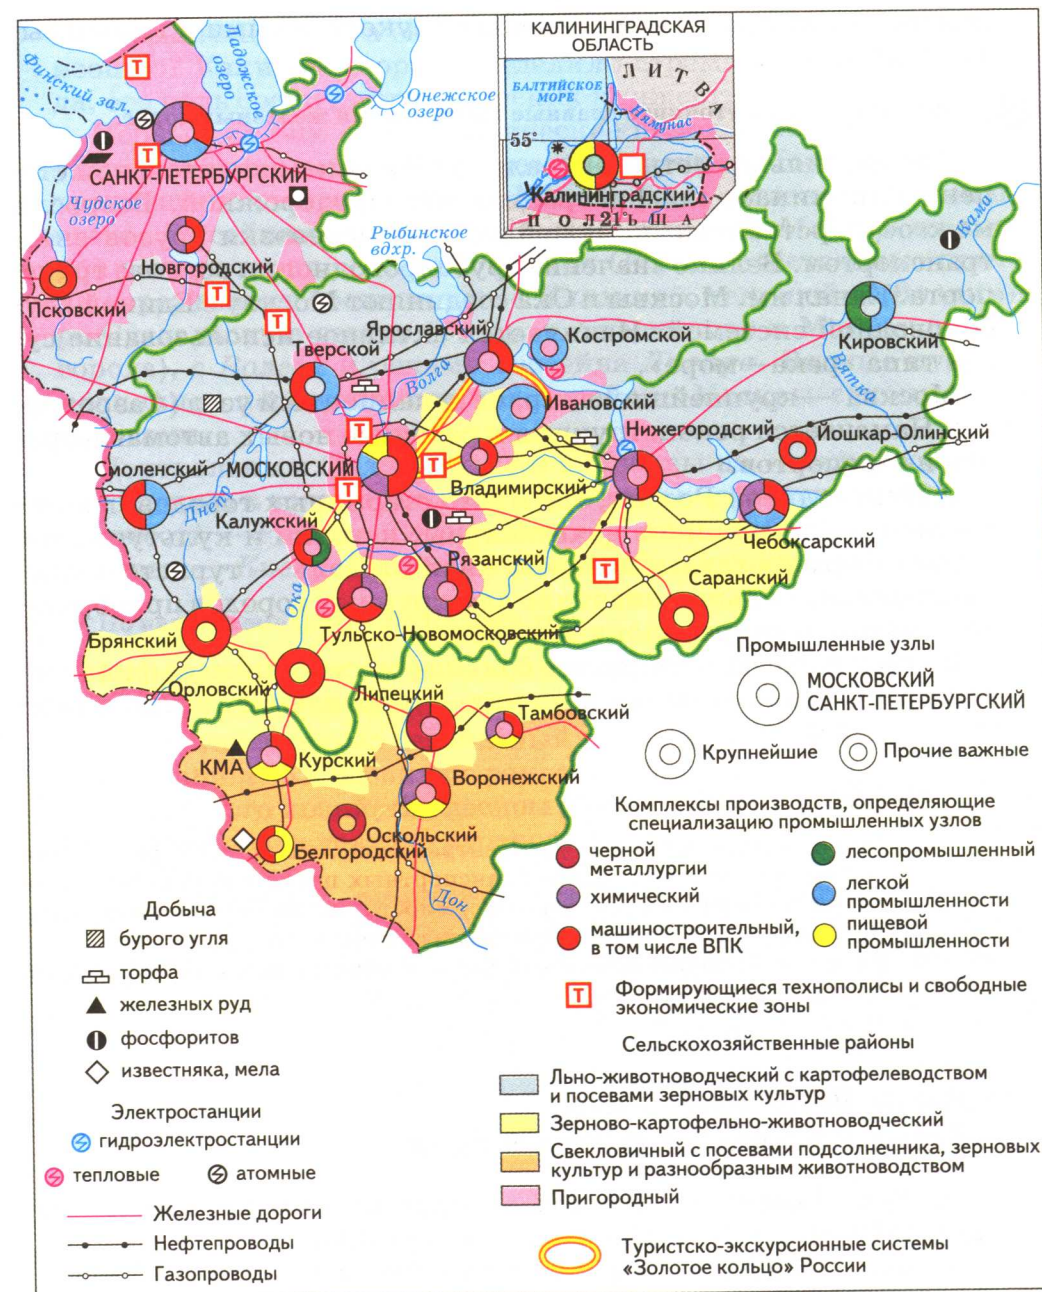 КАЛИНИНГРАДСКАЯ
ОБЛАСТЬ
ЛИТВА
БАЛТИЙСКОЕ
МОРЕ
Нямунас
55°
Калининградский
21°
ПОЛЬША
Финский зал.
Ладожское
озеро
Онежское
озеро
Т
САНКТ-ПЕТЕРБУРГСКИЙ
Т
Чудское
озеро
Рыбинское
вдхр.
Кама
Новгородский
Псковский
Т
Т
Ярославский
Костромской
Кировский
Тверской
Волга
Вятка
Ивановский
Нижегородский
Йошкар-Олинский
Т
Смоленский
МОСКОВСКИЙ
Т
Владимирский
Т
Днепр
Калужский
Чебоксарский
Рязанский
Т
Саранский
Ока
Брянский
Тульско-Новомосковский
Орловский
Липецкий
Тамбовский
КМА
Курский
Воронежский
Оскольский
Белгородский
Дон
Промышленные узлы
МОСКОВСКИЙ
САНКТ-ПЕТЕРБУРГСКИЙ
Крупнейшие
Прочие важные
Комплексы производств, определяющие
специализацию промышленных узлов
черной
металлургии
лесопромышленный
химический
легкой
промышленности
машиностроительный,
в том числе ВПК
пищевой
промышленности
Т
Формирующиеся технополисы и свободные
экономические зоны
Сельскохозяйственные районы
Льно-животноводческий с картофелеводством
и посевами зерновых культур
Зерново-картофельно-животноводческий
Свекловичный с посевами подсолнечника, зерновых
культур и разнообразным животноводством
Пригородный
Туристско-экскурсионные системы
«Золотое кольцо» России
Добыча
бурого угля
торфа
железных руд
фосфоритов
известняка, мела
Электростанции
гидроэлектростанции
тепловые
атомные
Железные дороги
Нефтепроводы
Газопроводы